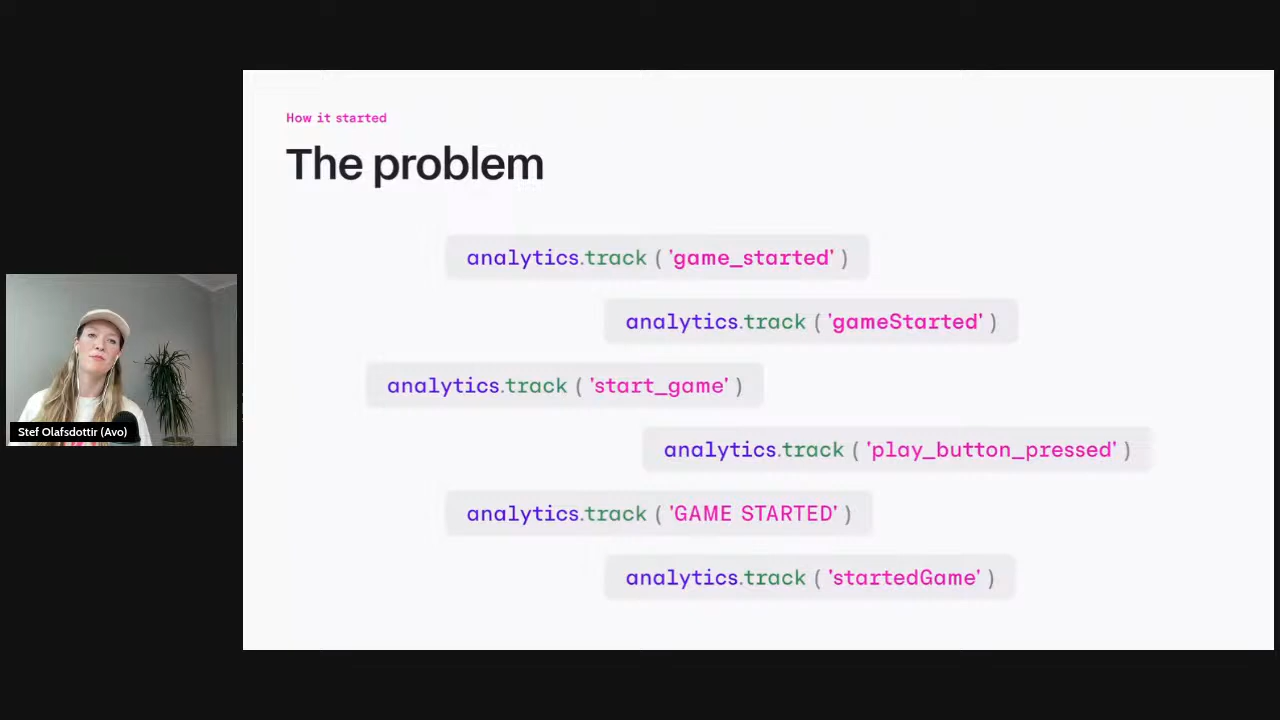 How it started
The problem
analytics.track ('game_started')
analytics.track ('gameStarted')
analytics.track ('start_game')
analytics.track ('play_button_pressed')
analytics.track ('GAME STARTED')
analytics.track ('startedGame')
Stef Olafsdottir (Avo)